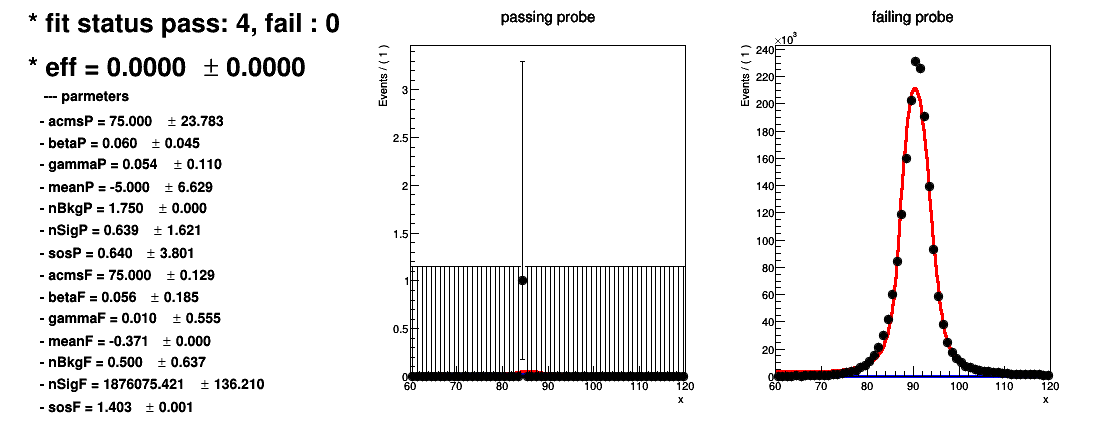 * fit status pass: 4, fail : 0
* eff = 0.0000 ± 0.0000
--- parmeters
- acmsP = 75.000 ± 23.783
- betaP = 0.060 ± 0.045
- gammaP = 0.054 ± 0.110
- meanP = -5.000 ± 6.629
- nBkgP = 1.750 ± 0.000
- nSigP = 0.639 ± 1.621
- sosP = 0.640 ± 3.801
- acmsF = 75.000 ± 0.129
- betaF = 0.056 ± 0.185
- gammaF = 0.010 ± 0.555
- meanF = -0.371 ± 0.000
- nBkgF = 0.500 ± 0.637
- nSigF = 1876075.421 ± 136.210
- sosF = 1.403 ± 0.001
passing probe
Events / ( 1 )
3
2.5
2
1.5
1
0.5
0
60 70 80 90 100 110 120
x
failing probe
×10³
Events / ( 1 )
240
220
200
180
160
140
120
100
80
60
40
20
0
60 70 80 90 100 110 120
x